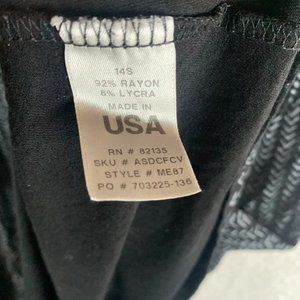 14S
92% RAYON
8% LYCRA
MADE IN
USA
RN # 82135
SKU # ASDCFCV
STYLE # ME87
PO # 703225-136